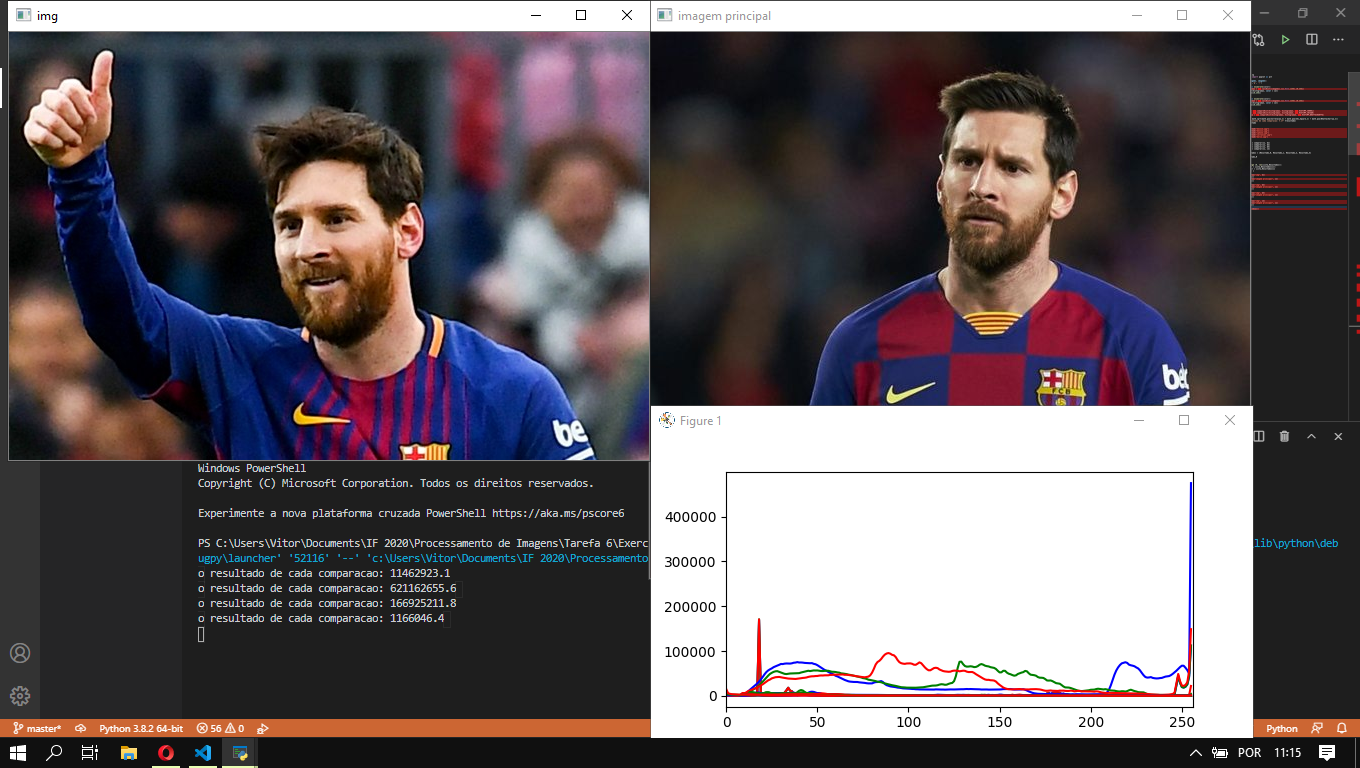 img
imagem principal
be
beko
FCB
Windows PowerShell
Copyright (C) Microsoft Corporation. Todos os direitos reservados.
Experimente a nova plataforma cruzada PowerShell https://aka.ms/pscore6
PS C:\Users\Vitor\Documents\IF 2020\Processamento de Imagens\Tarefa 6\Exerc
ugpy\launcher' '52116' '--' 'c:\Users\Vitor\Documents\IF 2020\Processamento
lib\python\deb
o resultado de cada comparacao: 11462923.1
o resultado de cada comparacao: 621162655.6
o resultado de cada comparacao: 166925211.8
o resultado de cada comparacao: 1166046.4
Figure 1
400000
300000
200000
100000
0
0 50 100 150 200 250
master* Python 3.8.2 64-bit 56 0 Python
POR 11:15